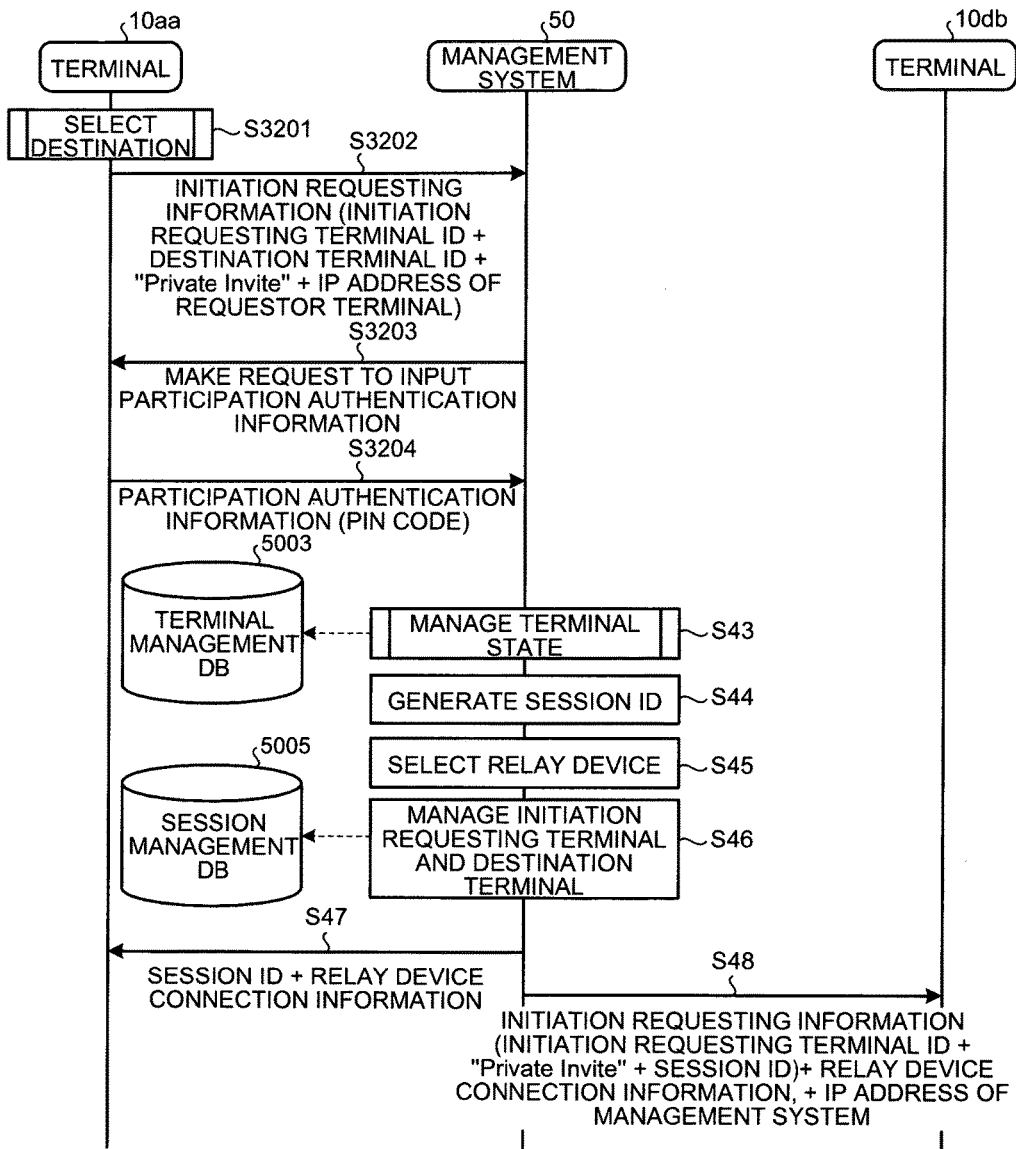 10aa
50
10db
TERMINAL
MANAGEMENT
SYSTEM
TERMINAL
SELECT
DESTINATION
S3201
S3202
INITIATION REQUESTING
INFORMATION (INITIATION
REQUESTING TERMINAL ID +
DESTINATION TERMINAL ID +
"Private Invite" + IP ADDRESS OF
REQUESTOR TERMINAL)
S3203
MAKE REQUEST TO INPUT
PARTICIPATION AUTHENTICATION
INFORMATION
S3204
PARTICIPATION AUTHENTICATION
INFORMATION (PIN CODE)
5003
TERMINAL
MANAGEMENT
DB
MANAGE TERMINAL
STATE
S43
GENERATE SESSION ID
S44
5005
SELECT RELAY DEVICE
S45
SESSION
MANAGEMENT
DB
MANAGE INITIATION
REQUESTING TERMINAL
AND DESTINATION
TERMINAL
S46
S47
SESSION ID + RELAY DEVICE
CONNECTION INFORMATION
S48
INITIATION REQUESTING INFORMATION
(INITIATION REQUESTING TERMINAL ID +
"Private Invite" + SESSION ID)+ RELAY DEVICE
CONNECTION INFORMATION, + IP ADDRESS OF
MANAGEMENT SYSTEM